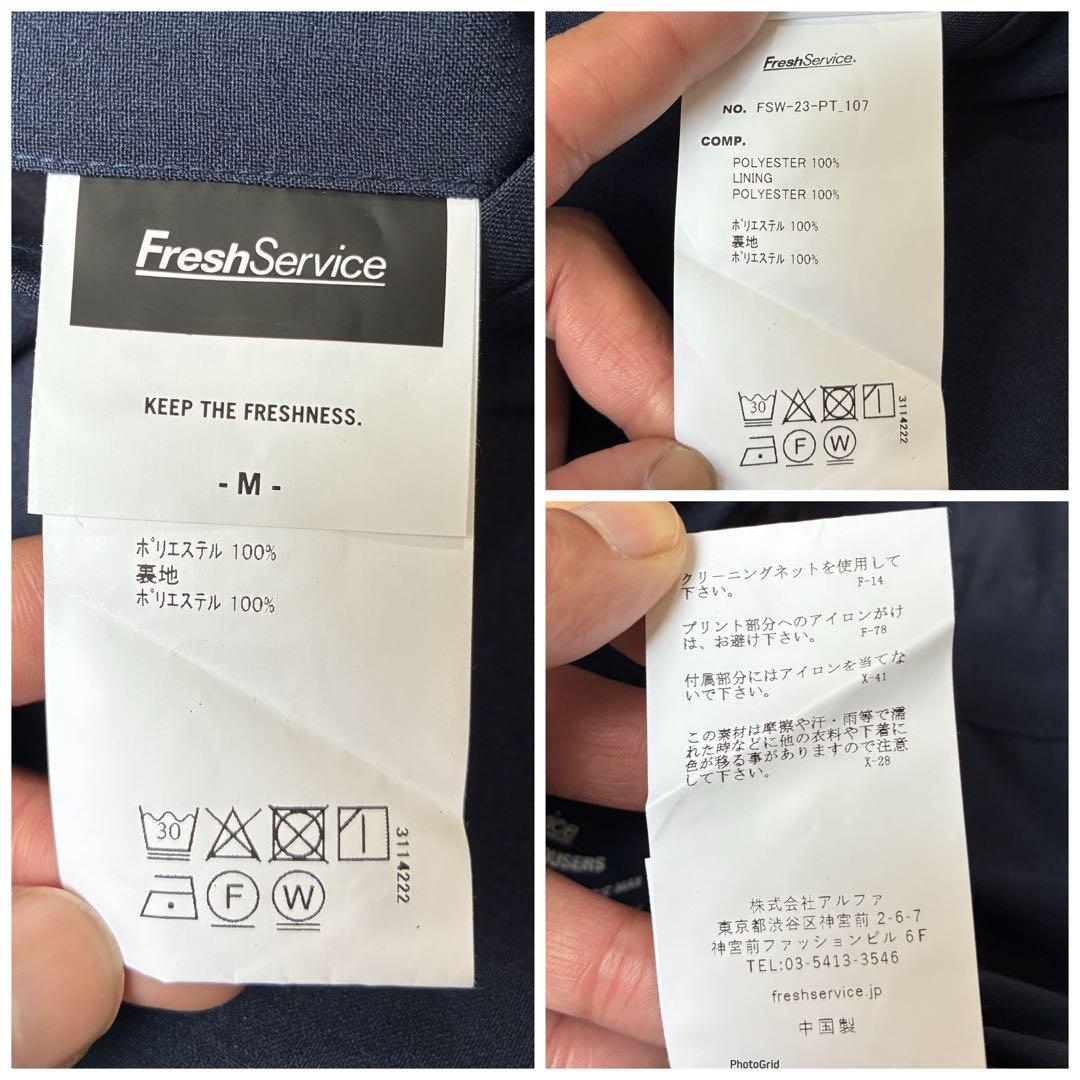 FreshService
KEEP THE FRESHNESS.
- M -
ポリエステル 100%
裏地
ポリエステル 100%
30
3114222
F
W
FreshService®
NO. FSW-23-PT_107
COMP.
POLYESTER 100%
LINING
POLYESTER 100%
ポリエステル 100%
裏地
ポリエステル 100%
30
3114222
F
W
クリーニングネットを使用して
下さい。 F-14
プリント部分へのアイロンがけ
は、お避け下さい。 F-78
付属部分にはアイロンを当てな
いで下さい。 X-41
この素材は摩擦や汗・雨等で濡
れた時などに他の衣料や下着に
色が移る事がありますので注意
して下さい。 X-28
株式会社アルファ
東京都渋谷区神宮前 2-6-7
神宮前ファッションビル 6F
TEL:03-5413-3546
freshservice.jp
中国製
PhotoGrid